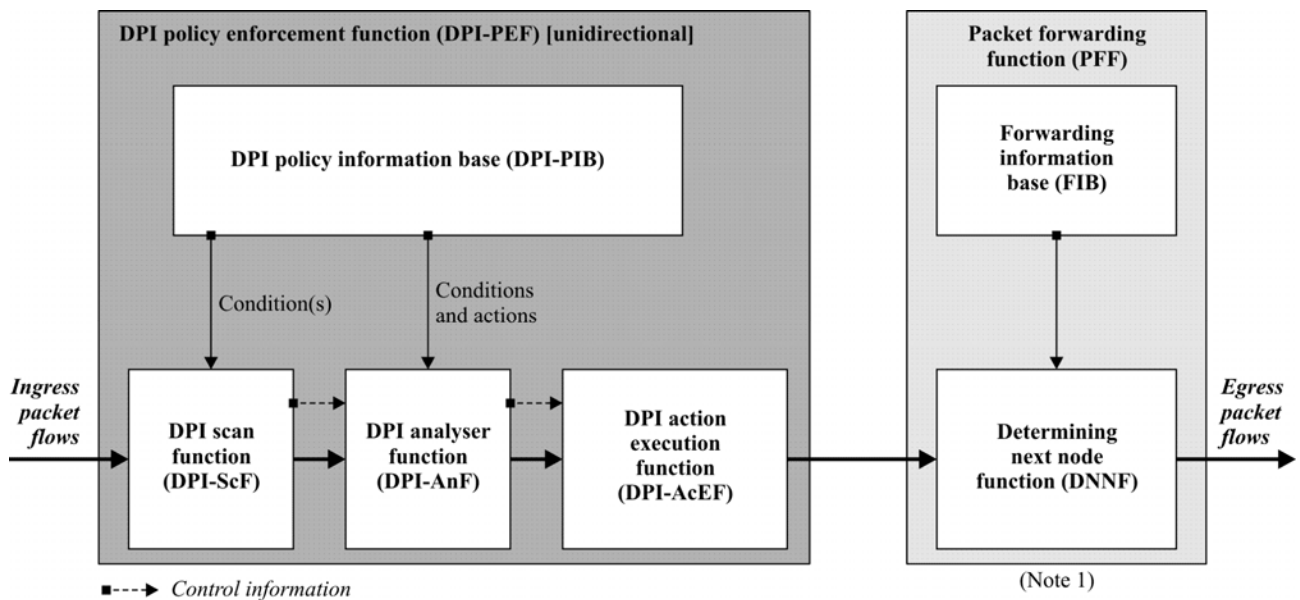 DPI policy enforcement function (DPI-PEF) [unidirectional]
Packet forwarding
function (PFF)
DPI policy information base (DPI-PIB)
Forwarding
information
base (FIB)
Condition(s)
Conditions
and actions
Ingress
packet
flows
DPI scan
function
(DPI-ScF)
DPI analyser
function
(DPI-AnF)
DPI action
execution
function
(DPI-AcEF)
Determining
next node
function (DNNF)
Egress
packet
flows
Control information
(Note 1)